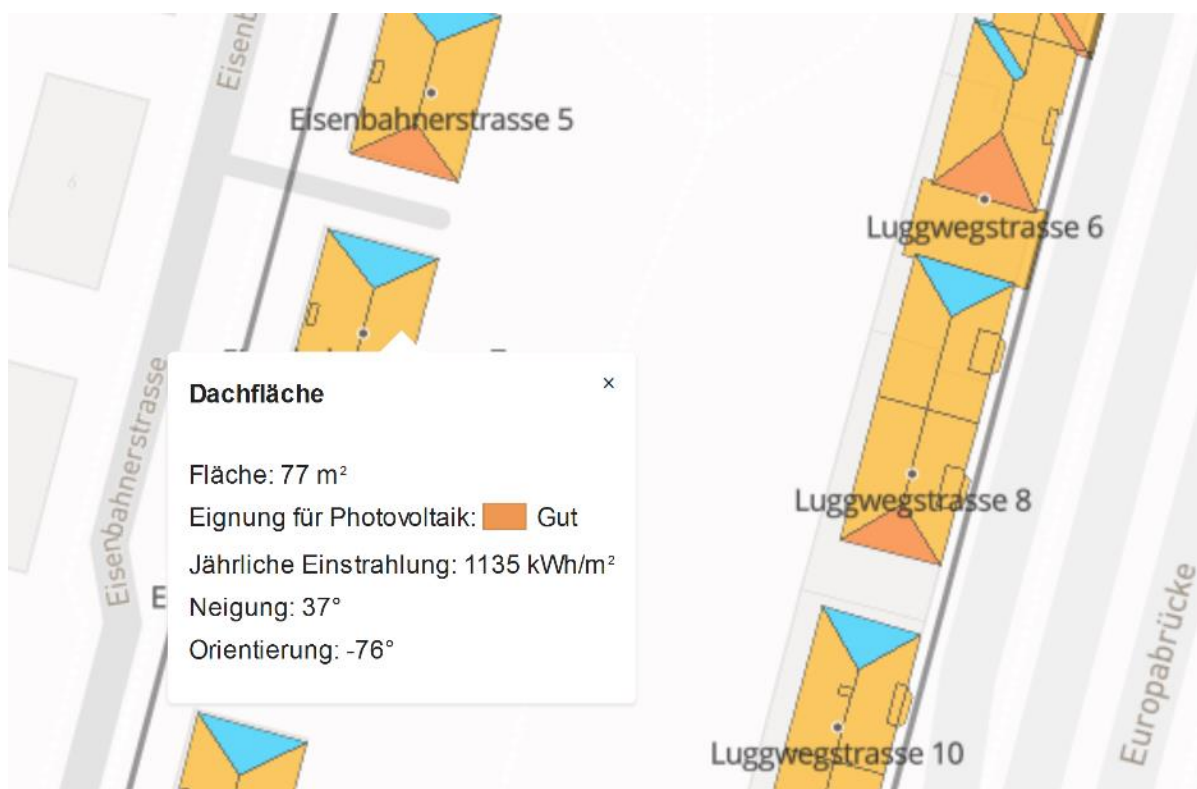 Eisenb
Eisenbahnerstrasse 5
6
Luggwegstrasse 6
Eisenbahnerstrasse
Dachfläche
×
Fläche: 77 m²
Eignung für Photovoltaik: Gut
Jährliche Einstrahlung: 1135 kWh/m²
Neigung: 37°
Orientierung: -76°
E
Luggwegstrasse 8
Europabrücke
Luggwegstrasse 10